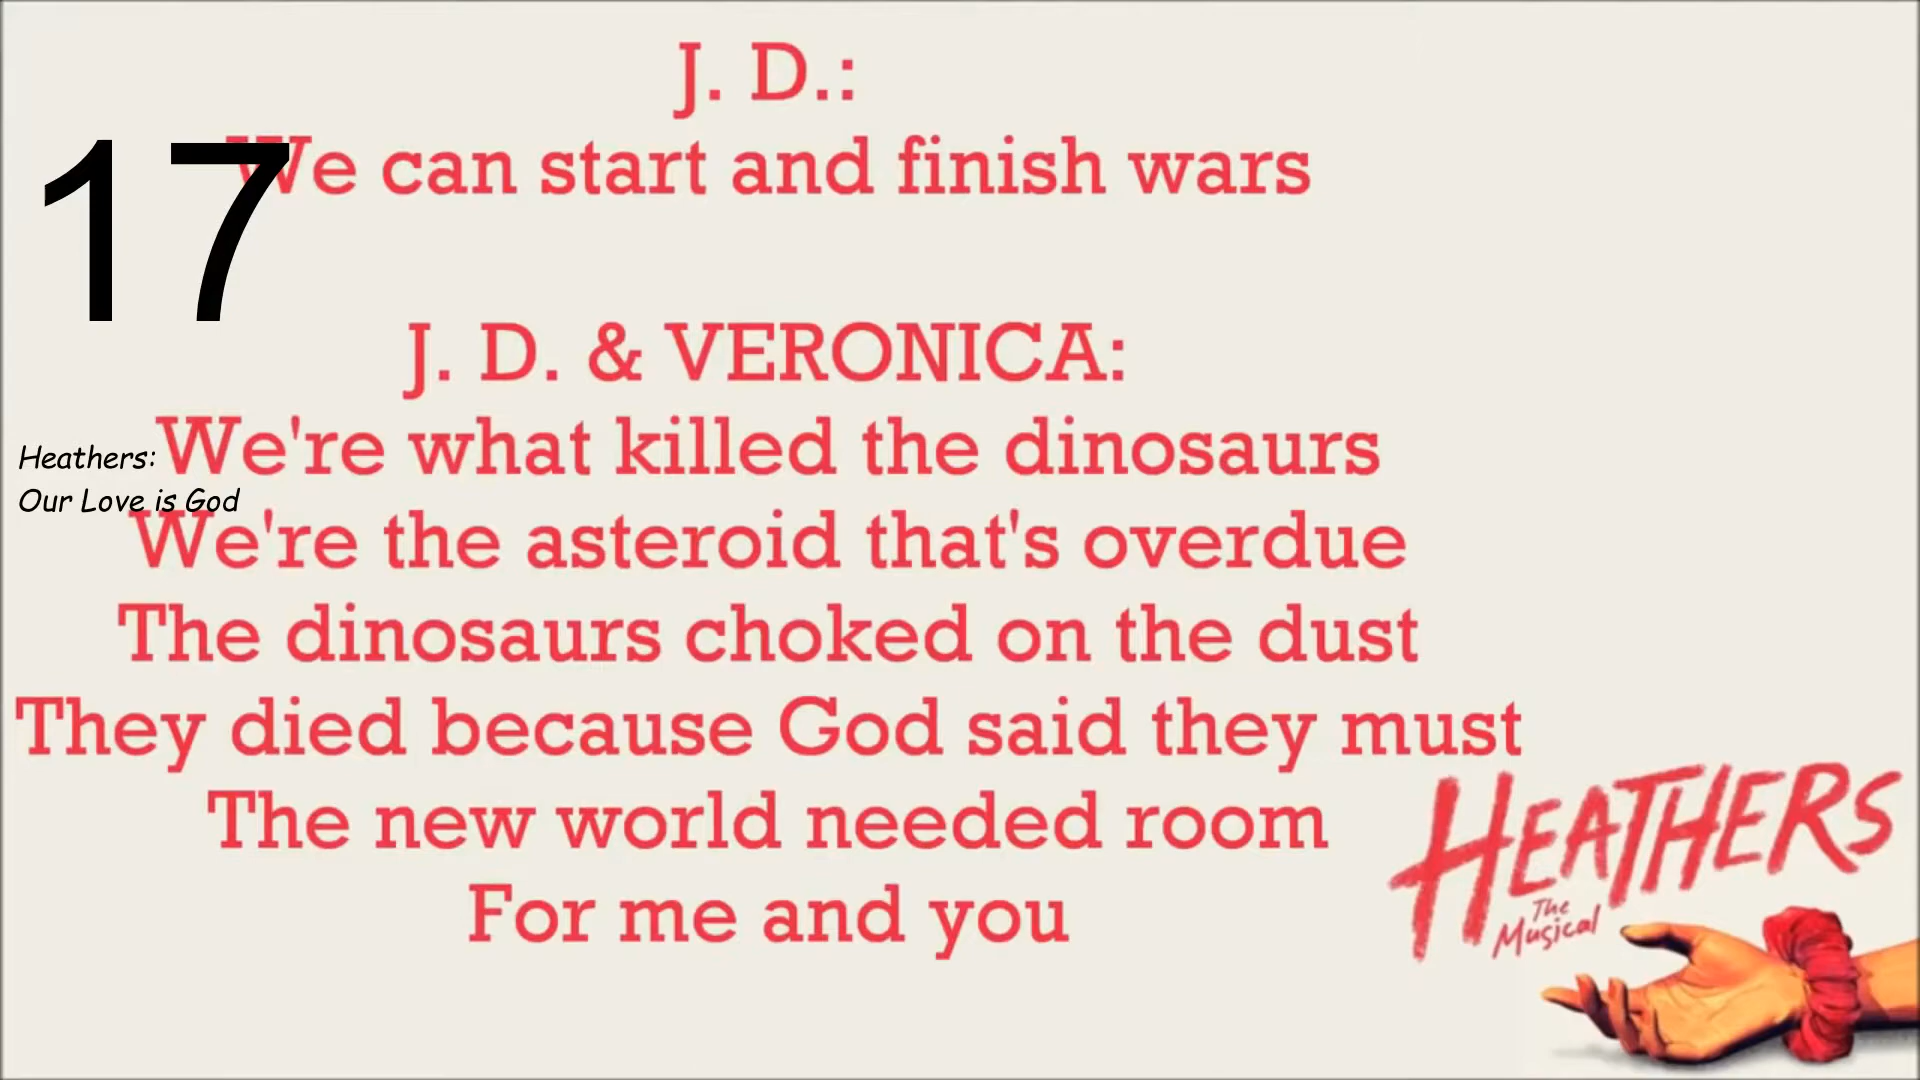 J. D.:
We can start and finish wars
17
J. D. & VERONICA:
We're what killed the dinosaurs
Heathers:
Our Love is God
We're the asteroid that's overdue
The dinosaurs choked on the dust
They died because God said they must
The new world needed room
For me and you
HEATHERS
The
Musical